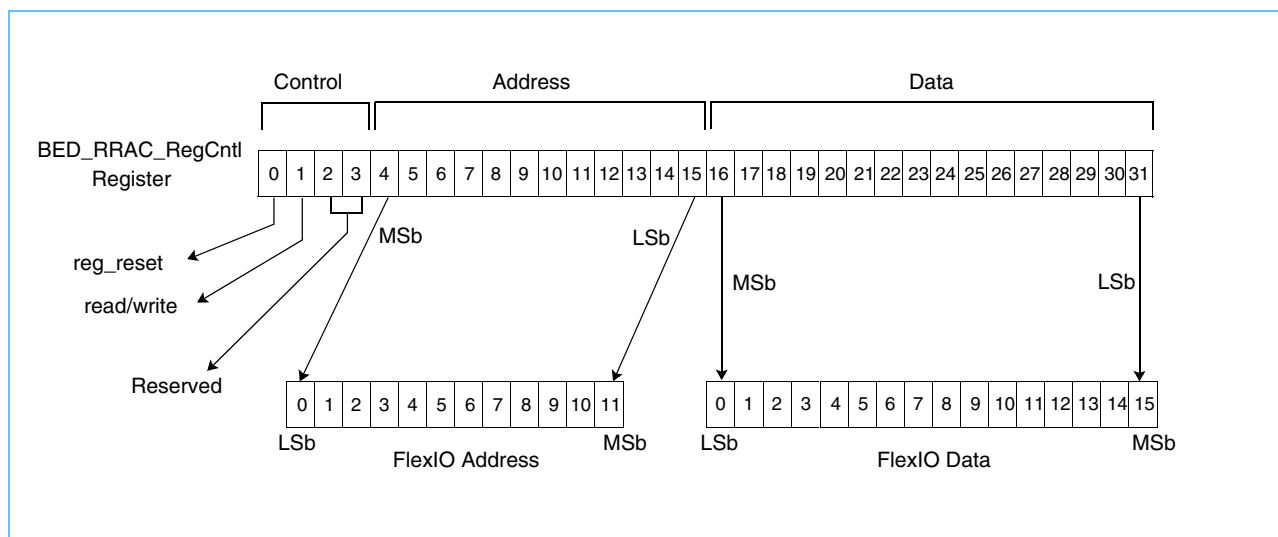 Control Address Data
BED_RRAC_RegCntl
Register
0 1 2 3 4 5 6 7 8 9 10 11 12 13 14 15 16 17 18 19 20 21 22 23 24 25 26 27 28 29 30 31
MSb LSb
reg_reset
MSb LSb
read/write
Reserved
0 1 2 3 4 5 6 7 8 9 10 11 0 1 2 3 4 5 6 7 8 9 10 11 12 13 14 15
LSb MSb LSb MSb
FlexIO Address FlexIO Data